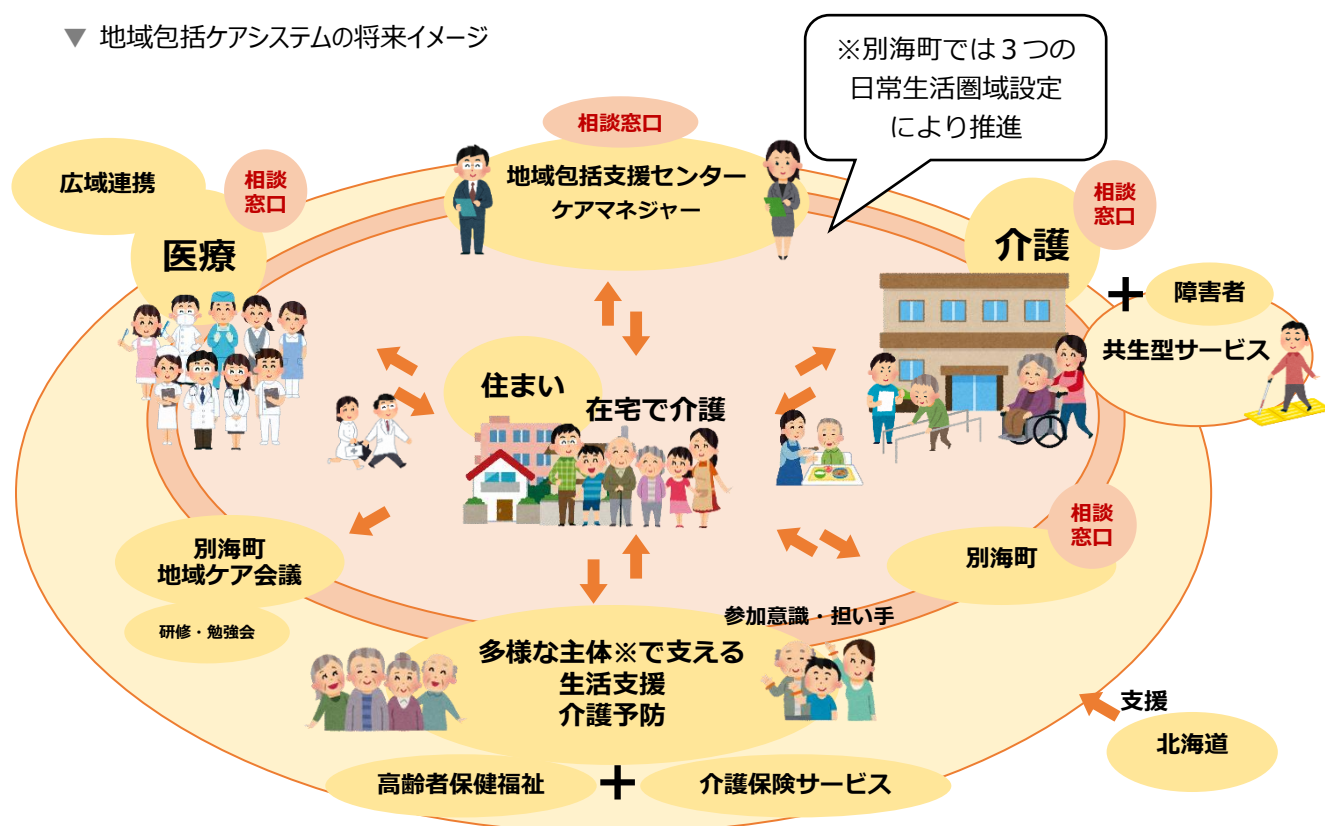 ▼ 地域包括ケアシステムの将来イメージ
※別海町では３つの
日常生活圏域設定
により推進
相談窓口
地域包括支援センター
ケアマネジャー
広域連携
相談
窓口
医療
相談
窓口
介護
+
障害者
共生型サービス
住まい
在宅で介護
別海町
地域ケア会議
研修・勉強会
相談
窓口
別海町
参加意識・担い手
多様な主体※で支える
生活支援
介護予防
支援
北海道
高齢者保健福祉
+
介護保険サービス